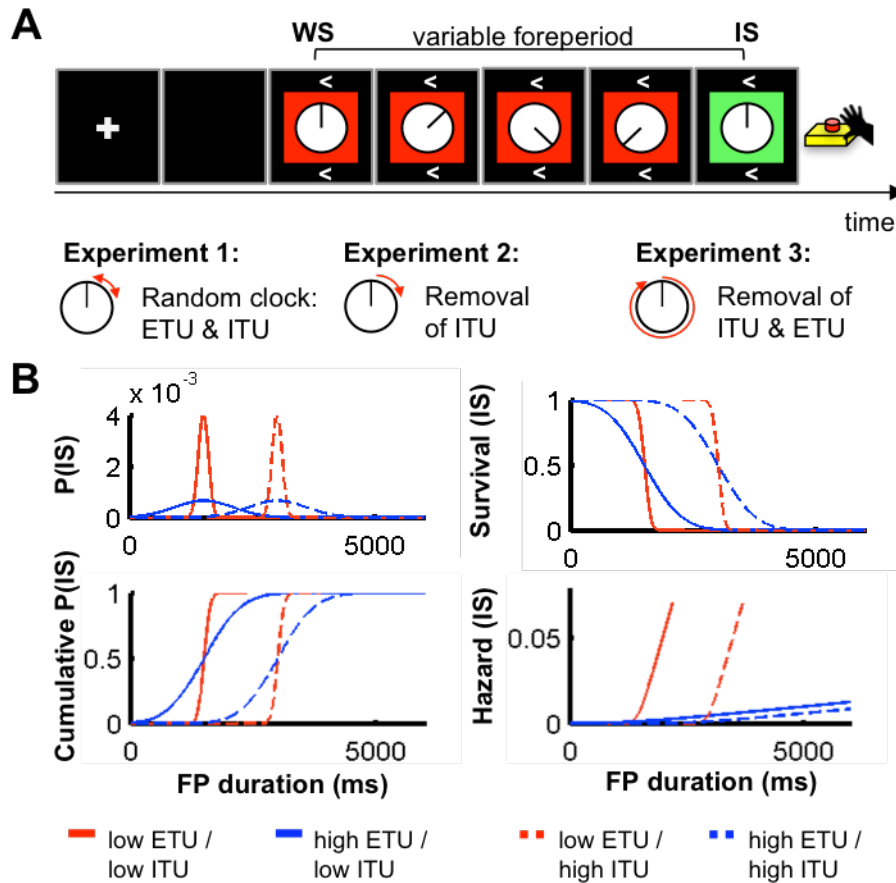 A
WS variable foreperiod IS
< < < < <
+
< < < < <
time
Experiment 1: Experiment 2: Experiment 3:
Random clock: Removal Removal of
ETU & ITU of ITU ITU & ETU
B
x 10-3
P(IS)
4
2
0
0 5000
Survival (IS)
1
0.5
0
0 5000
Cumulative P(IS)
1
0.5
0
0 5000
FP duration (ms)
Hazard (IS)
0.05
0
0 5000
FP duration (ms)
low ETU / high ETU / low ETU / high ETU /
low ITU low ITU high ITU high ITU